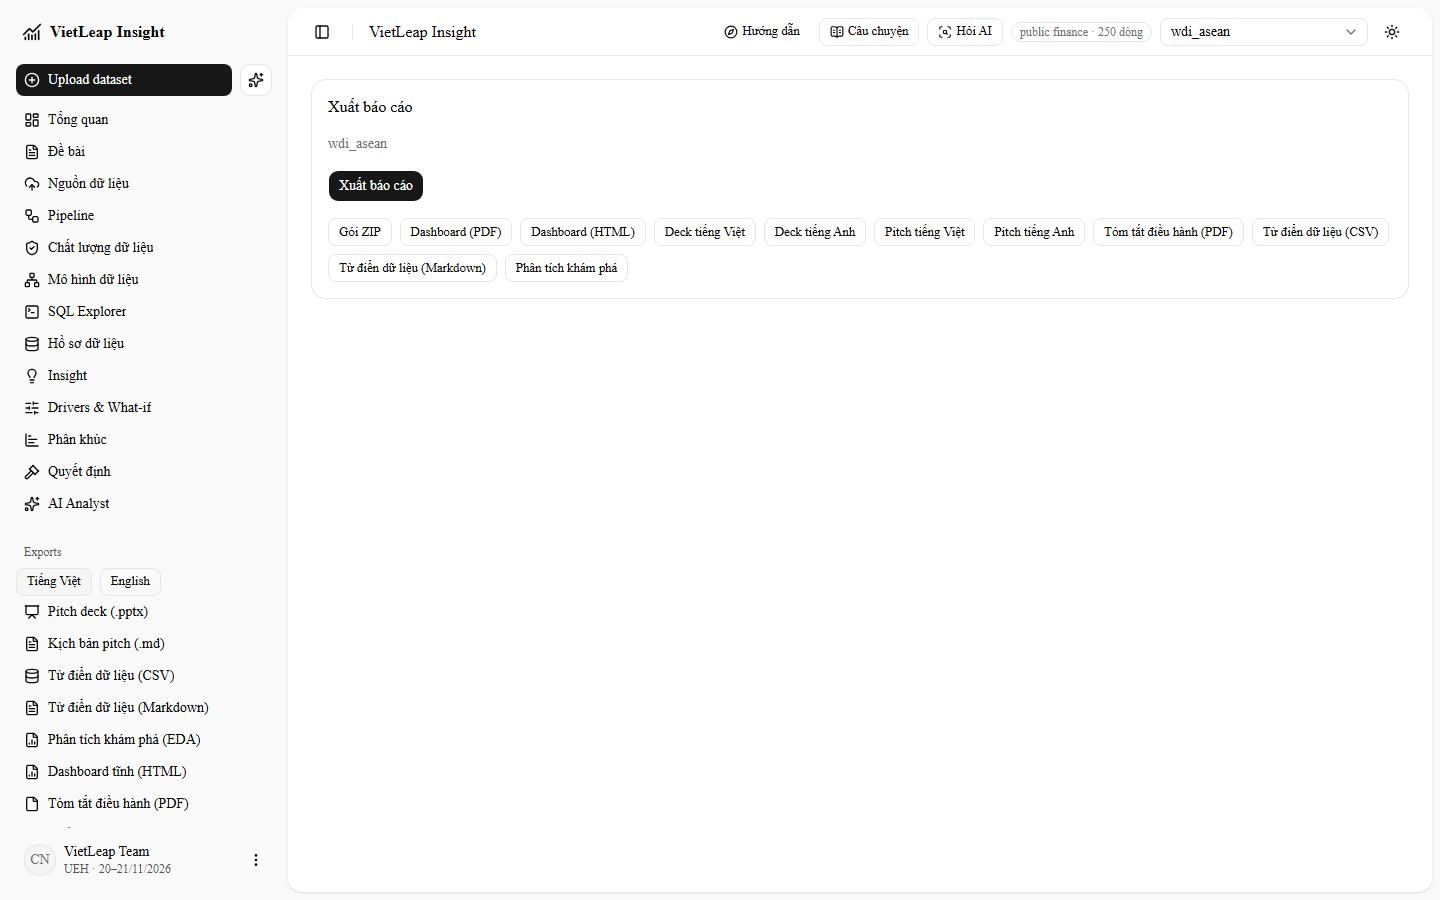 VietLeap Insight
Upload dataset
Tổng quan
Đề bài
Nguồn dữ liệu
Pipeline
Chất lượng dữ liệu
Mô hình dữ liệu
SQL Explorer
Hồ sơ dữ liệu
Insight
Drivers & What-if
Phân khúc
Quyết định
AI Analyst
Exports
Tiếng Việt English
Pitch deck (.pptx)
Kịch bản pitch (.md)
Từ điển dữ liệu (CSV)
Từ điển dữ liệu (Markdown)
Phân tích khám phá (EDA)
Dashboard tĩnh (HTML)
Tóm tắt điều hành (PDF)
CN
VietLeap Team
UEH · 20–21/11/2026
VietLeap Insight Hướng dẫn Câu chuyện Hỏi AI public finance · 250 dòng wdi_asean
Xuất báo cáo
wdi_asean
Xuất báo cáo
Gói ZIP Dashboard (PDF) Dashboard (HTML) Deck tiếng Việt Deck tiếng Anh Pitch tiếng Việt Pitch tiếng Anh Tóm tắt điều hành (PDF) Từ điển dữ liệu (CSV)
Từ điển dữ liệu (Markdown) Phân tích khám phá